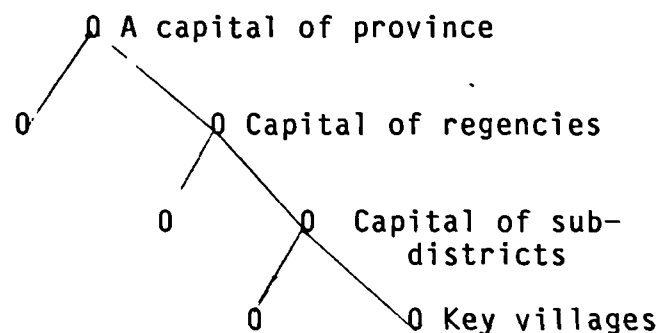 O A capital of province
O O Capital of regencies
O O Capital of sub-
districts
O O Key villages